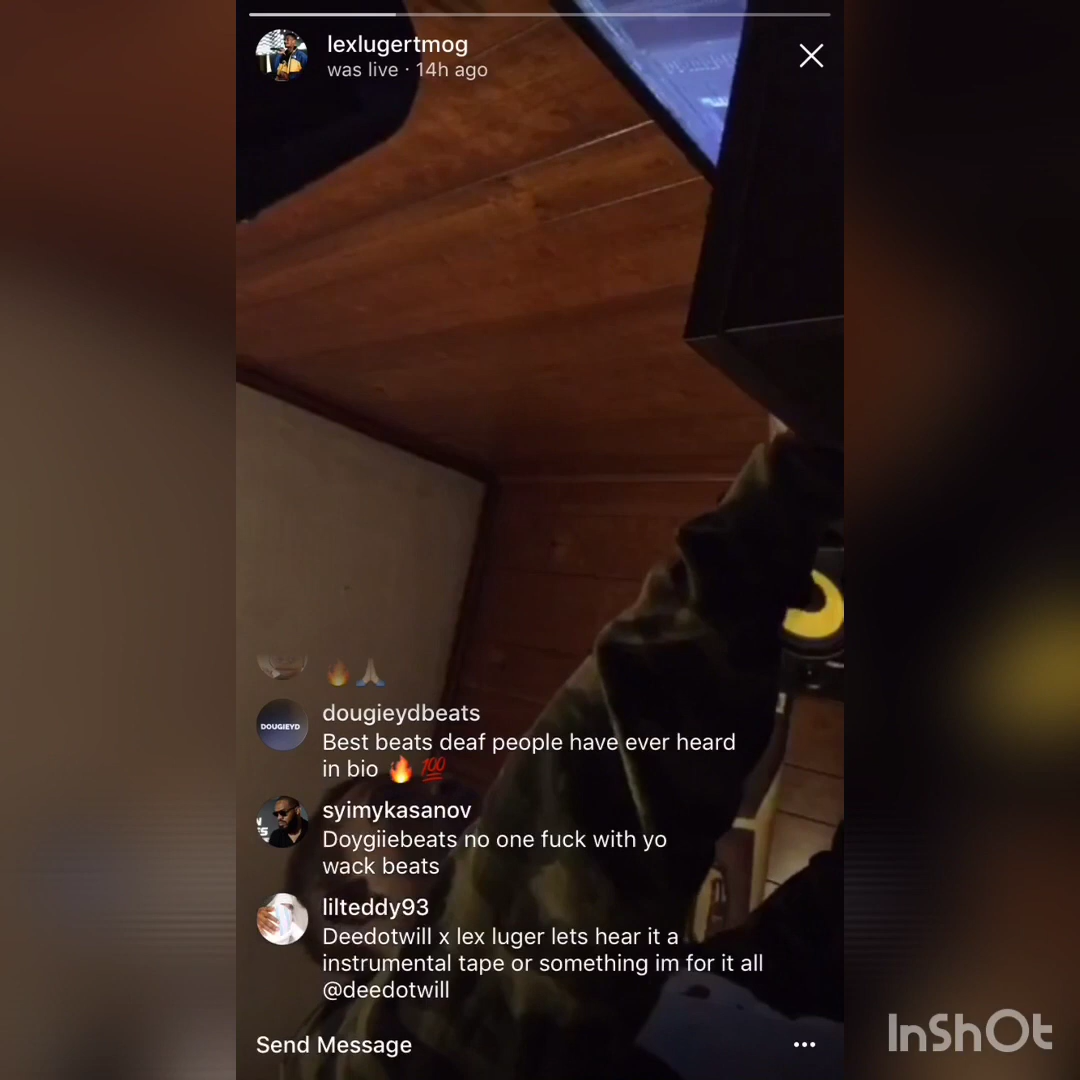 lexlugertmog
was live · 14h ago
🔥🙏🏼
dougieydbeats
DOUGIEYD
Best beats deaf people have ever heard
in bio 🔥💯
syimykasanov
Doygiiebeats no one fuck with yo
wack beats
lilteddy93
Deedotwill x lex luger lets hear it a
instrumental tape or something im for it all
@deedotwill
Send Message
InShOt